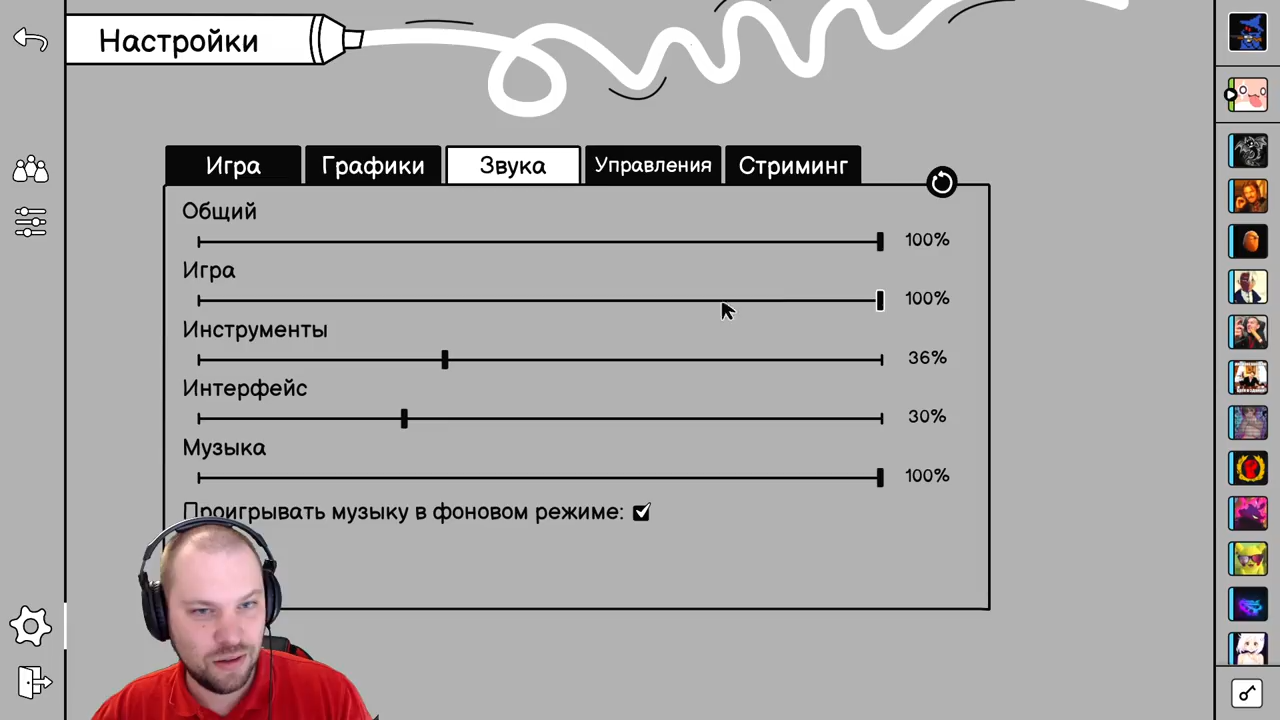 Настройки
Игра
Графики
Звука
Управления
Стриминг
Общий
100%
Игра
100%
Инструменты
36%
Интерфейс
30%
Музыка
100%
Проигрывать музыку в фоновом режиме: